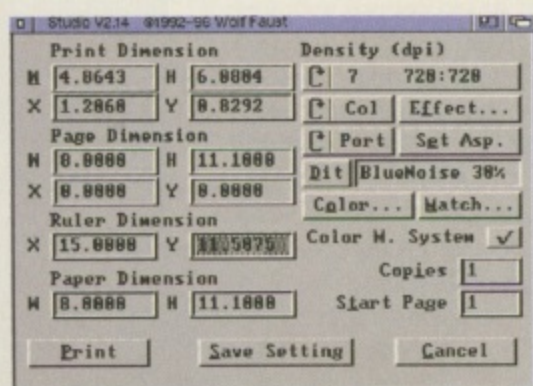 Studio V2.14 ©1992-96 Wolf Faust
Print Dimension
W 4.8643 H 6.0804
X 1.2060 Y 0.8292
Page Dimension
W 8.0000 H 11.1000
X 0.0000 Y 0.0000
Ruler Dimension
X 15.0000 Y
Paper Dimension
W 8.0000 H 11.1000
Density (dpi)
7 720:720
Col Effect...
Port Set Asp.
Dit BlueNoise 30%
Color... Match...
Color M. System
Copies 1
Start Page 1
Print Save Setting Cancel